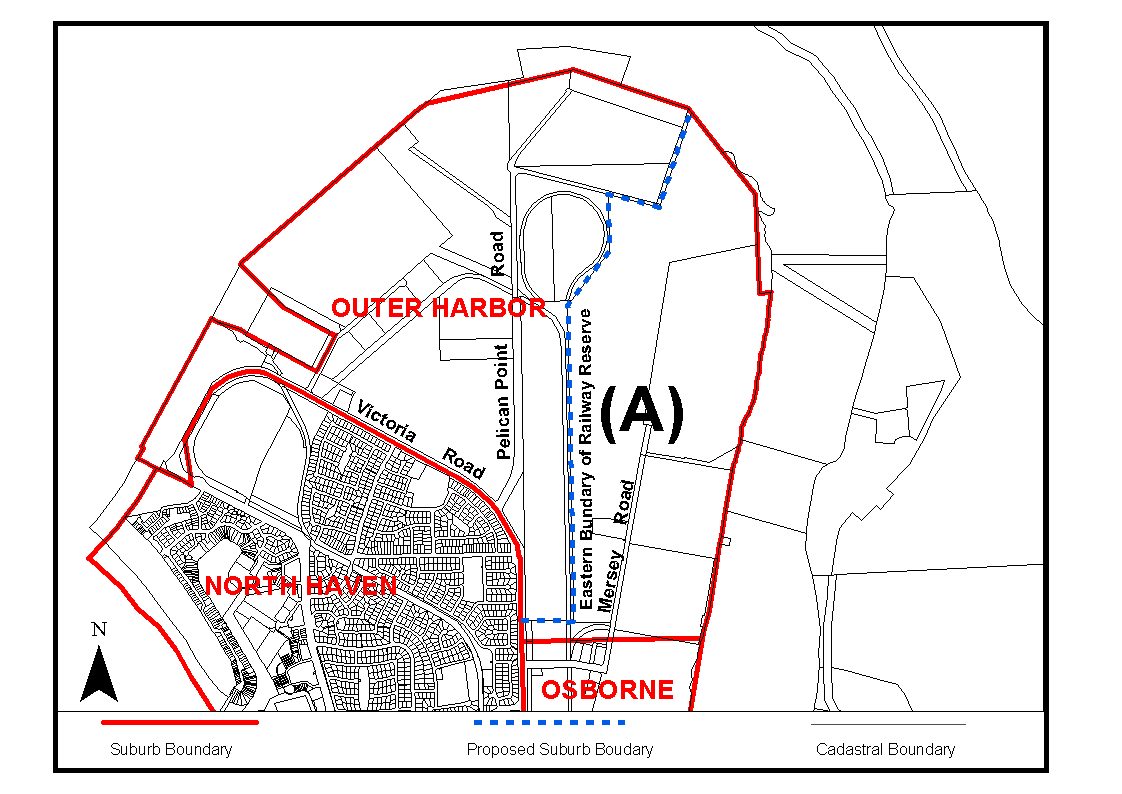 Road
OUTER HARBOR
Pelican Point
Eastern Bundary of Railway Reserve
(A)
Victoria
Road
Road
Mersey
NORTH HAVEN
N
OSBORNE
Suburb Boundary
Proposed Suburb Boudary
Cadastral Boundary